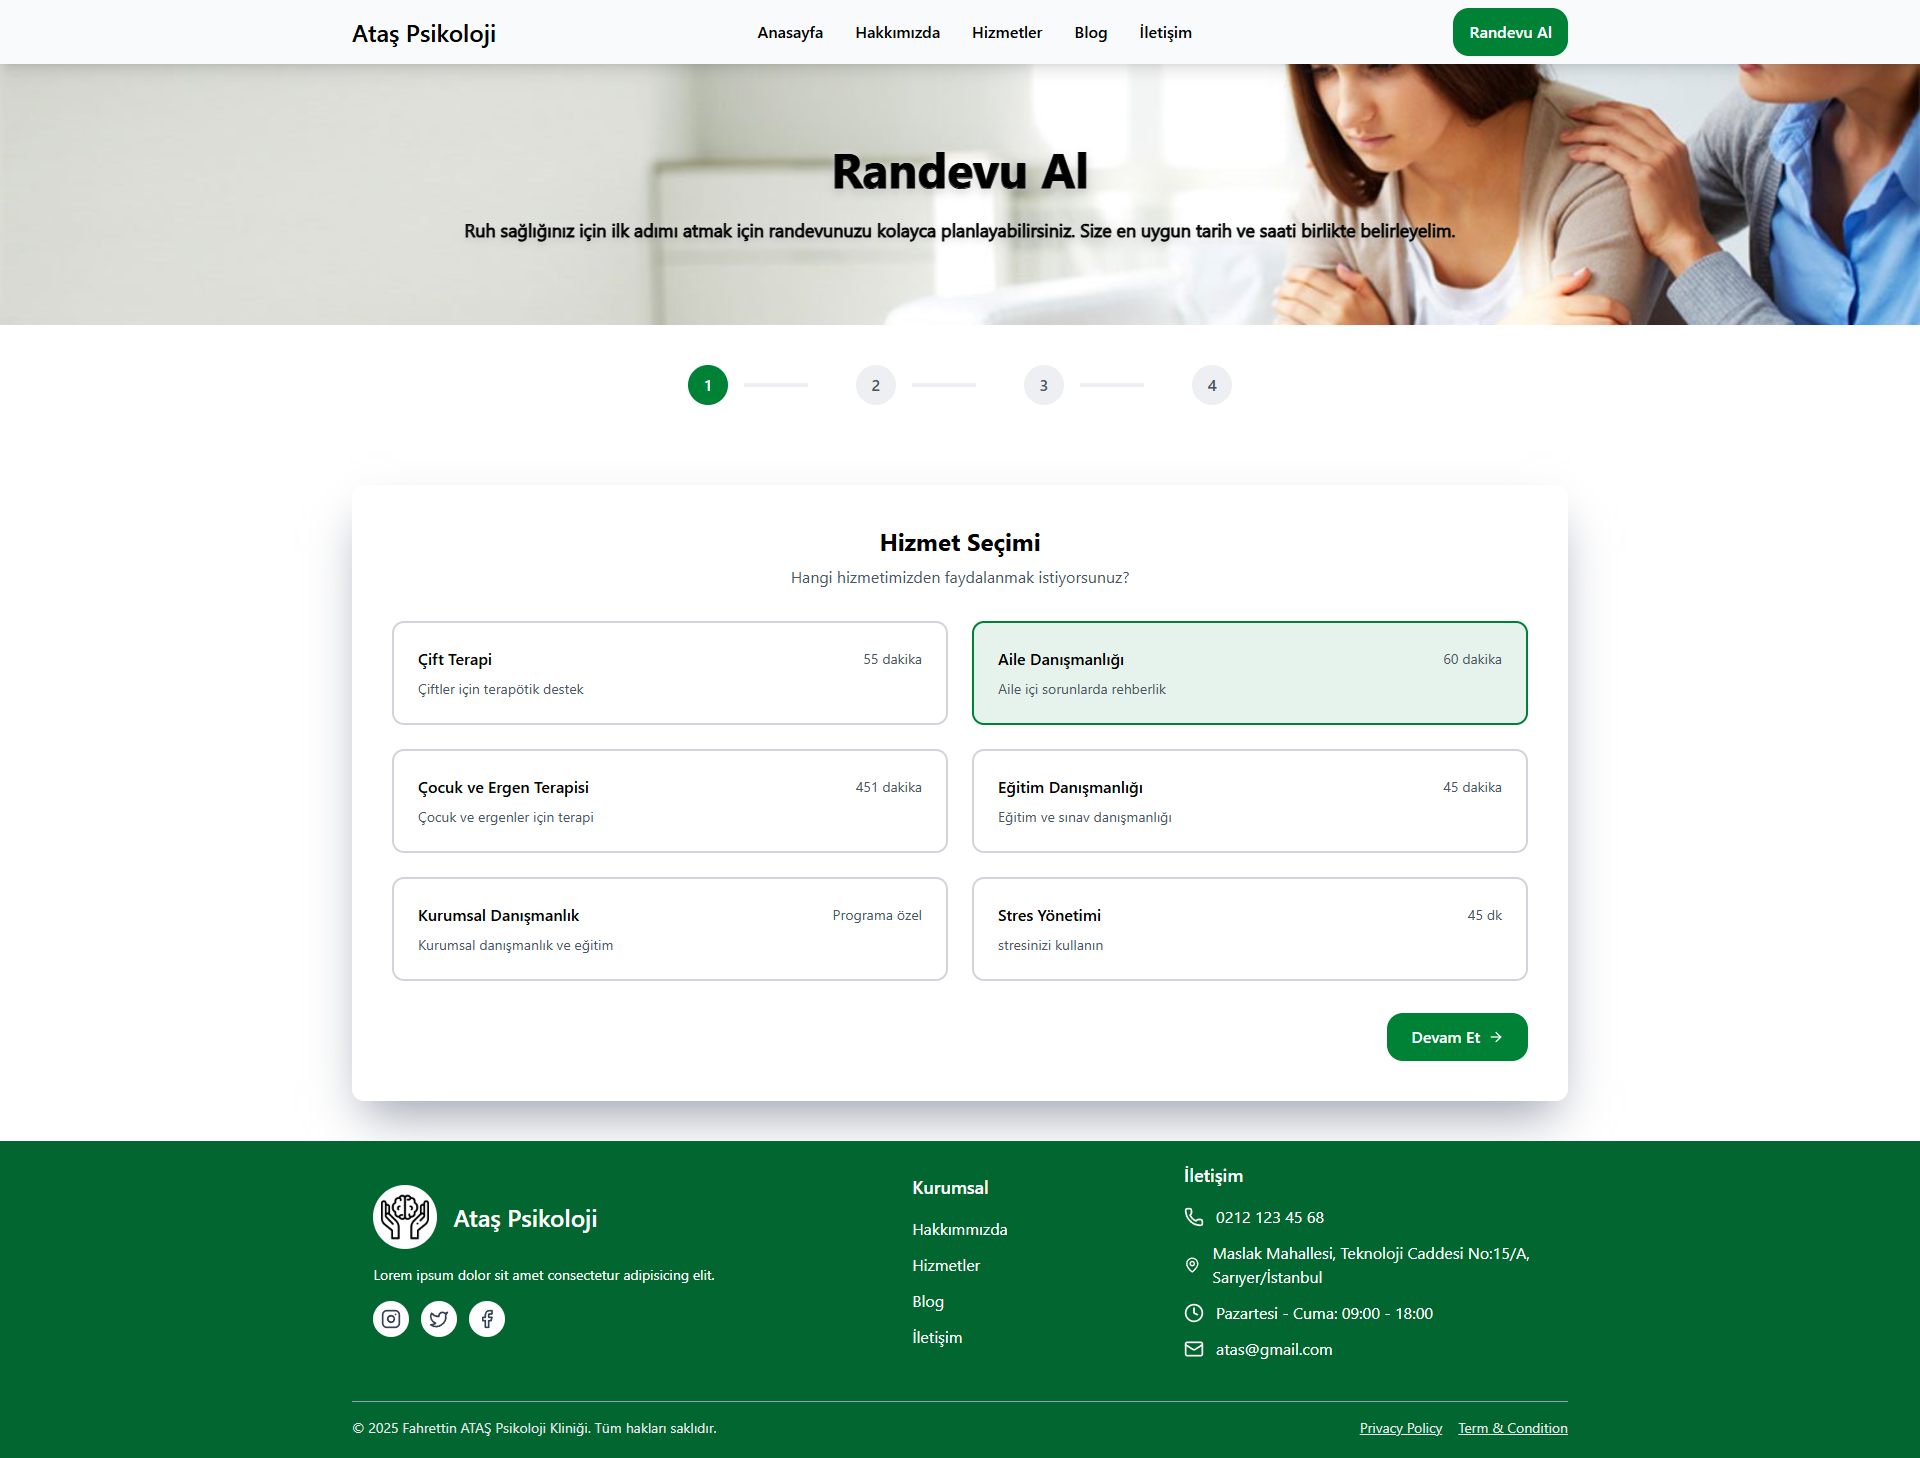 Ataş Psikoloji
Anasayfa
Hakkımızda
Hizmetler
Blog
İletişim
Randevu Al
Randevu Al
Ruh sağlığınız için ilk adımı atmak için randevunuzu kolayca planlayabilirsiniz. Size en uygun tarih ve saati birlikte belirleyelim.
1
2
3
4
Hizmet Seçimi
Hangi hizmetimizden faydalanmak istiyorsunuz?
Çift Terapi
55 dakika
Çiftler için terapötik destek
Aile Danışmanlığı
60 dakika
Aile içi sorunlarda rehberlik
Çocuk ve Ergen Terapisi
451 dakika
Çocuk ve ergenler için terapi
Eğitim Danışmanlığı
45 dakika
Eğitim ve sınav danışmanlığı
Kurumsal Danışmanlık
Programa özel
Kurumsal danışmanlık ve eğitim
Stres Yönetimi
45 dk
stresinizi kullanın
Devam Et
Ataş Psikoloji
Lorem ipsum dolor sit amet consectetur adipisicing elit.
Kurumsal
Hakkımmızda
Hizmetler
Blog
İletişim
İletişim
0212 123 45 68
Maslak Mahallesi, Teknoloji Caddesi No:15/A,
Sarıyer/İstanbul
Pazartesi - Cuma: 09:00 - 18:00
atas@gmail.com
© 2025 Fahrettin ATAŞ Psikoloji Kliniği. Tüm hakları saklıdır.
Privacy Policy
Term & Condition